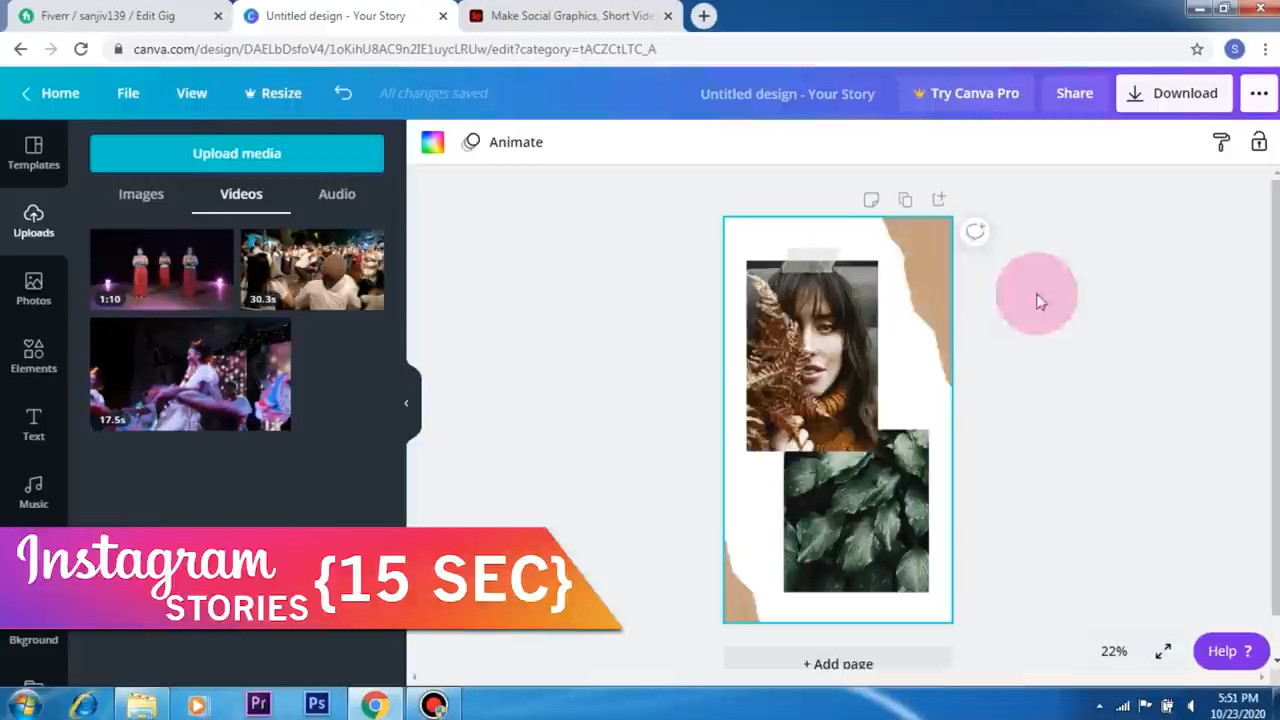 Fiverr / sanjiv139 / Edit Gig
Untitled design - Your Story
Make Social Graphics, Short Vide
canva.com/design/DAELbDsfoV4/1oKihU8AC9n2IE1uycLRUw/edit?category=tACZCtLTC_A
S
Home
File
View
Resize
All changes saved
Untitled design - Your Story
Try Canva Pro
Share
Download
Templates
Uploads
Photos
Elements
Text
Music
Bkground
Upload media
Images
Videos
Audio
1:10
30.3s
17.5s
Animate
Instagram
STORIES
{15 SEC}
+ Add page
22%
Help ?
Pr
Ps
5:51 PM
10/23/2020